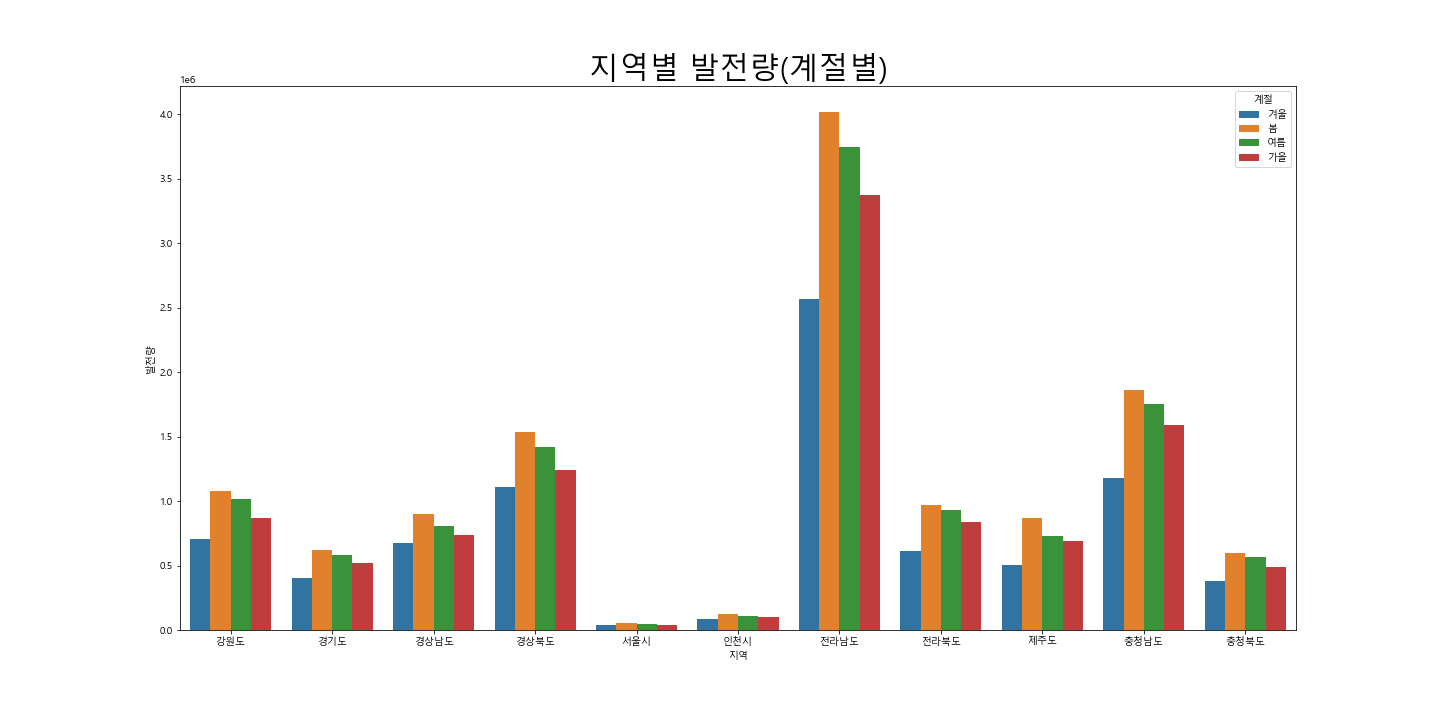 지역별 발전량(계절별)
1e6
계절
겨울
봄
여름
가을
4.0
3.5
3.0
2.5
2.0
1.5
1.0
0.5
0.0
발전량
강원도 경기도 경상남도 경상북도 서울시 인천시 전라남도 전라북도 제주도 충청남도 충청북도
지역